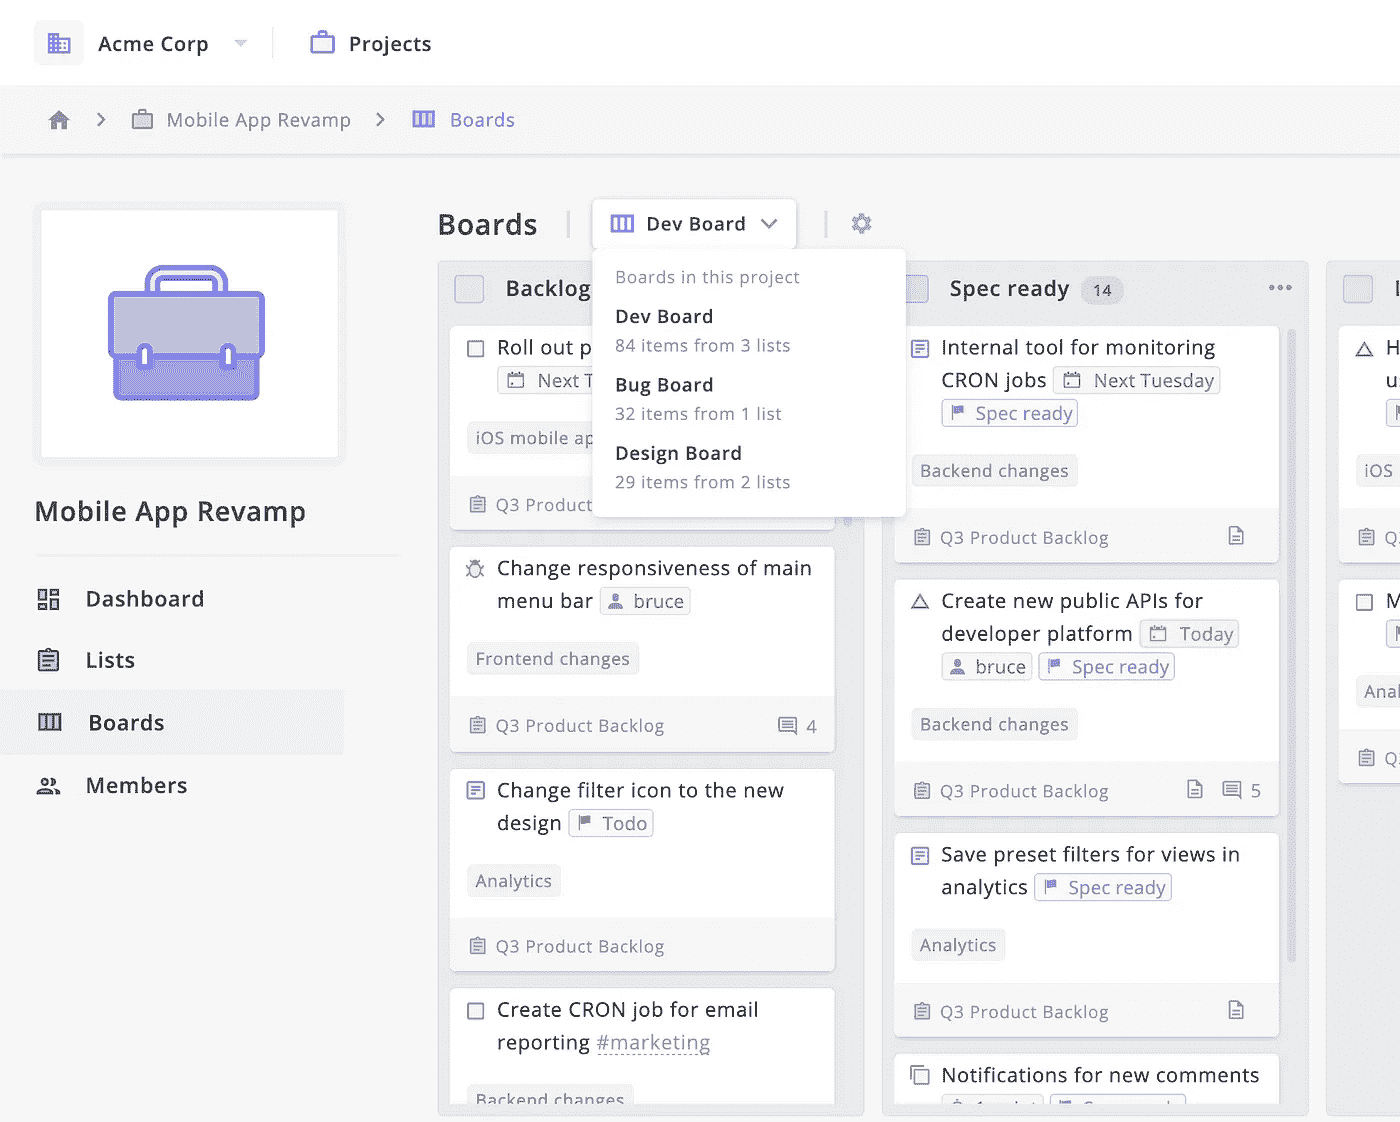 Acme Corp
Projects
Mobile App Revamp
Boards
Boards
Dev Board
Boards in this project
Dev Board
84 items from 3 lists
Bug Board
32 items from 1 list
Design Board
29 items from 2 lists
Mobile App Revamp
Dashboard
Lists
Boards
Members
Backlog
Roll out
Next
iOS mobile
Q3 Product
Change responsiveness of main
menu bar bruce
Frontend changes
Q3 Product Backlog 4
Change filter icon to the new
design Todo
Analytics
Q3 Product Backlog
Create CRON job for email
reporting #marketing
Backend changes
Spec ready 14
Internal tool for monitoring
CRON jobs Next Tuesday
Spec ready
Backend changes
Q3 Product Backlog
Create new public APIs for
developer platform Today
bruce Spec ready
Backend changes
Q3 Product Backlog 5
Save preset filters for views in
analytics Spec ready
Analytics
Q3 Product Backlog
Notifications for new comments
iOS